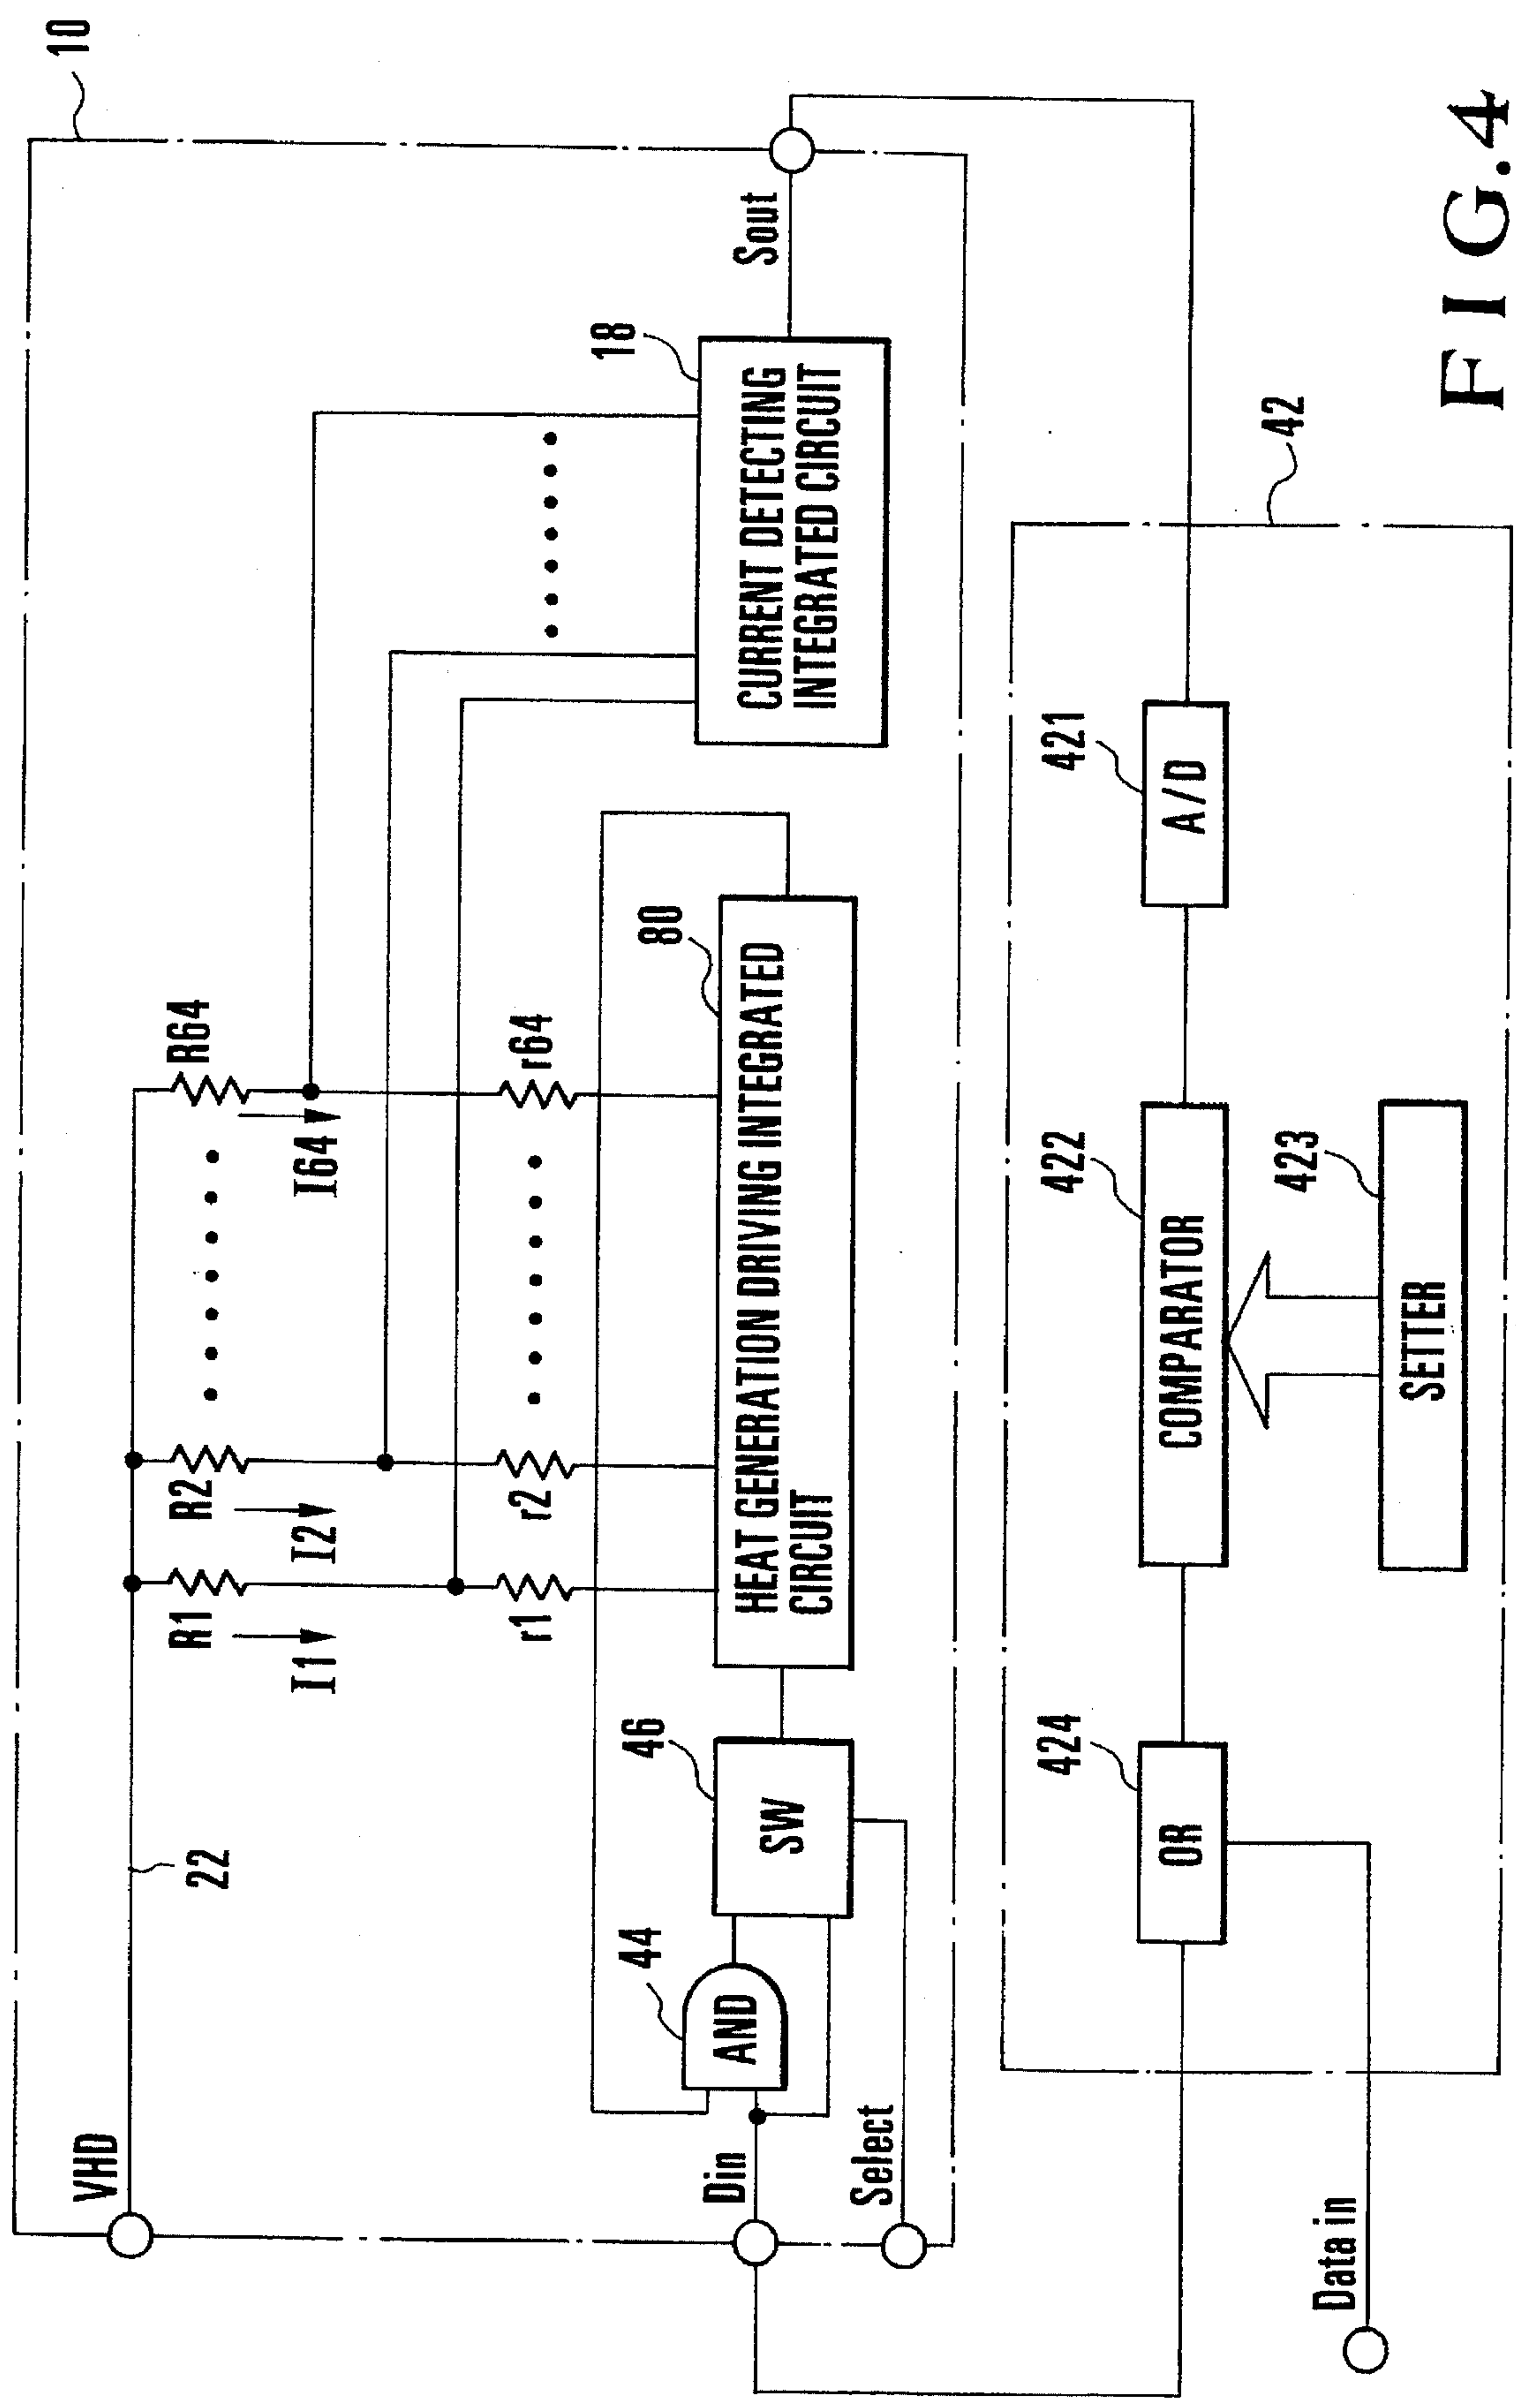 10
VHD
22
R1
R2
R64
I1
I2
I64
r1
r2
r64
18
CURRENT DETECTING
INTEGRATED CIRCUIT
Sout
80
HEAT GENERATION DRIVING INTEGRATED
CIRCUIT
46
SW
44
AND
Din
Select
42
421
A/D
422
COMPARATOR
423
SETTER
424
OR
Data in
FIG.4